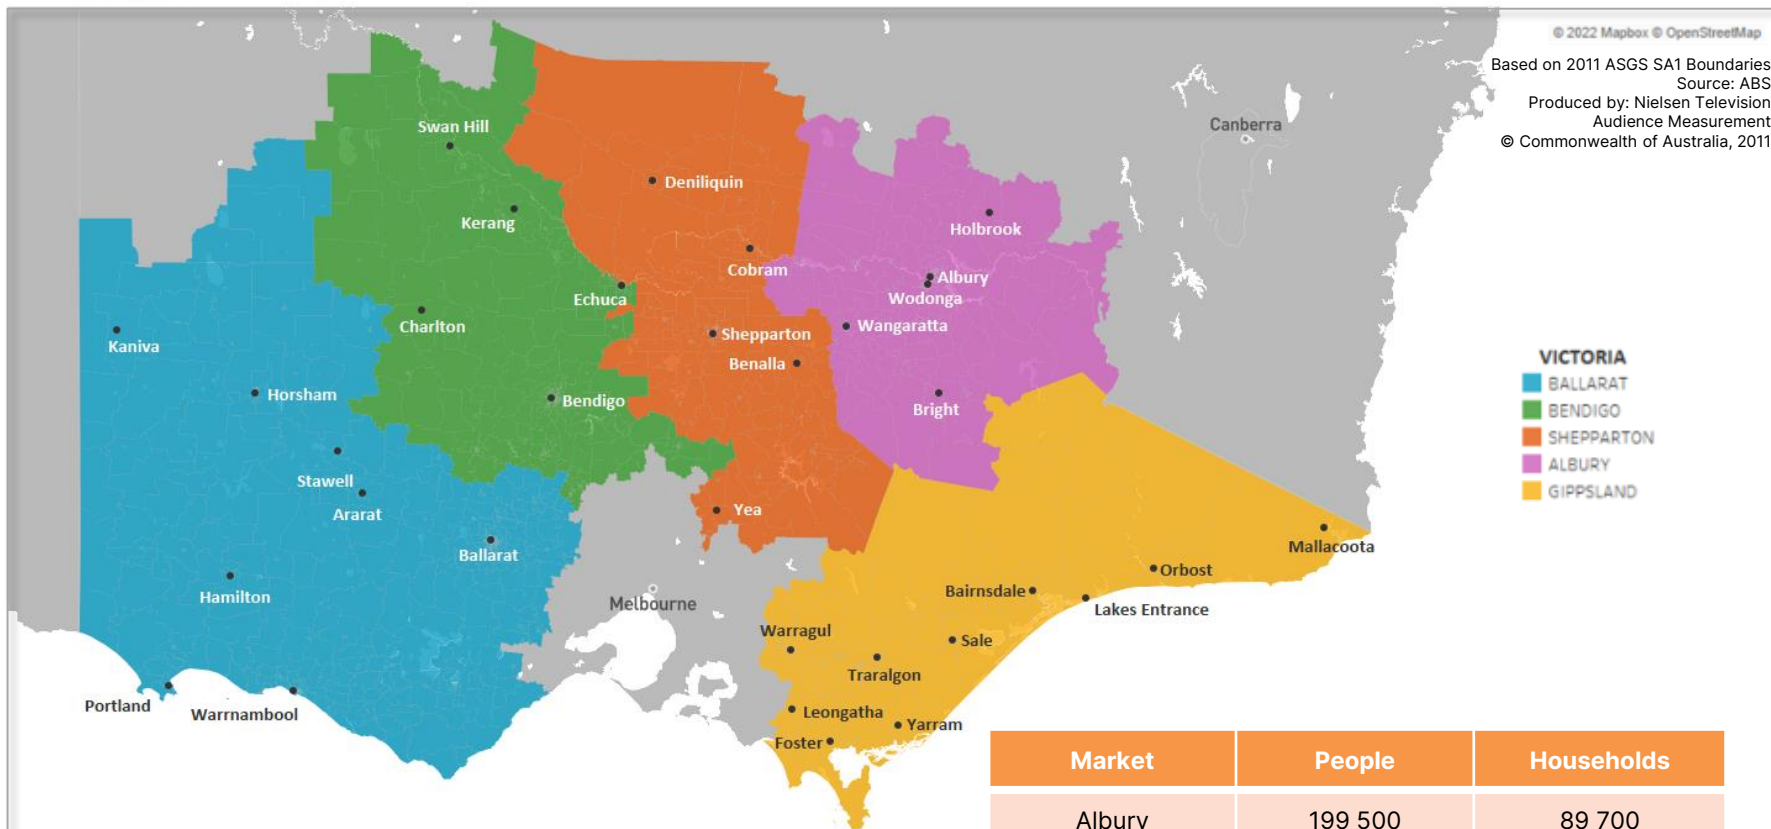 © 2022 Mapbox © OpenStreetMap
Based on 2011 ASGS SA1 Boundaries
Source: ABS
Produced by: Nielsen Television
Audience Measurement
© Commonwealth of Australia, 2011
Canberra
Swan Hill
Deniliquin
Kerang
Holbrook
Cobram
Albury
Echuca
Wodonga
Charlton
Shepparton
Wangaratta
Kaniva
Benalla
Horsham
Bendigo
Bright
VICTORIA
BALLARAT
BENDIGO
SHEPPARTON
ALBURY
GIPPSLAND
Stawell
Ararat
Yea
Ballarat
Mallacoota
Orbost
Hamilton
Melbourne
Bairnsdale
Lakes Entrance
Warragul
Sale
Traralgon
Portland
Warrnambool
Leongatha
Yarram
Foster
Market People Households
Albury 199 500 89 700